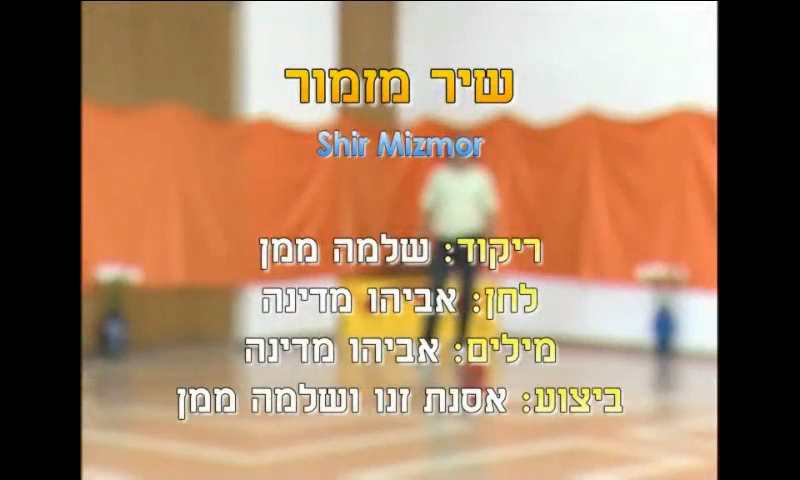 שיר מזמור
Shir Mizmor
ריקוד: שלמה ממן
לחן: אביהו מדינה
מילים: אביהו מדינה
ביצוע: אסנת זנו ושלמה ממן